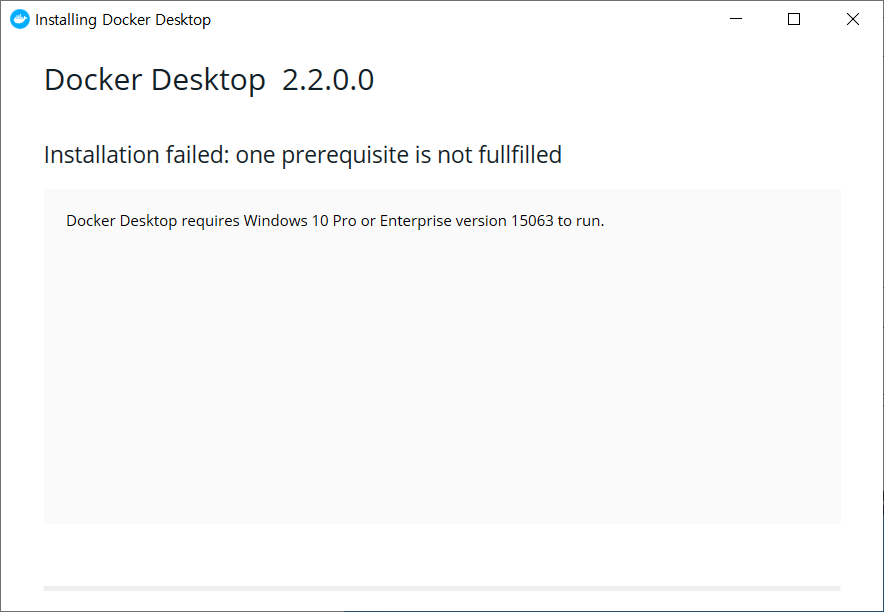 Installing Docker Desktop
Docker Desktop 2.2.0.0
Installation failed: one prerequisite is not fullfilled
Docker Desktop requires Windows 10 Pro or Enterprise version 15063 to run.